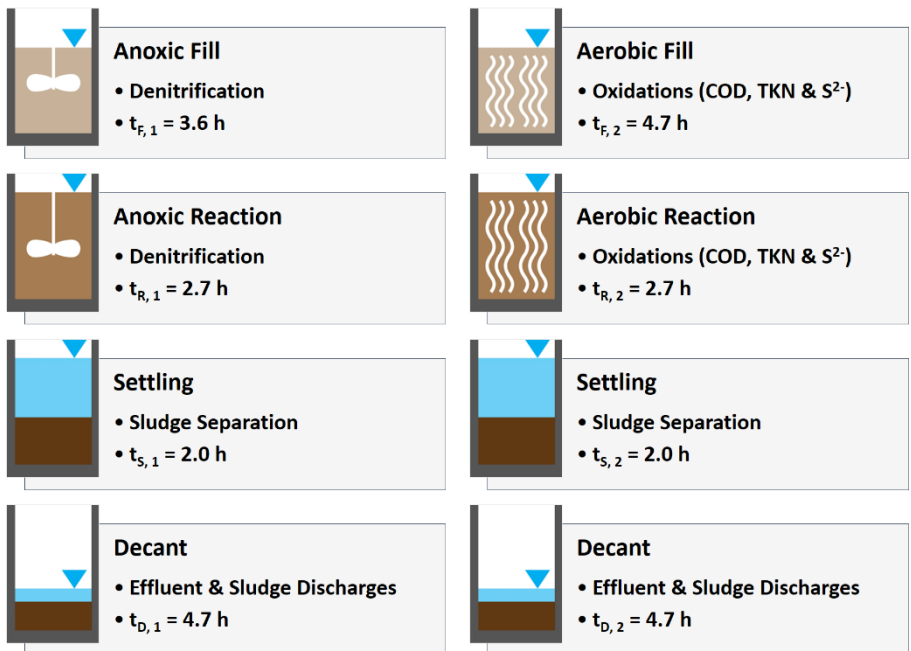 Anoxic Fill
• Denitrification
• tF, 1 = 3.6 h
Aerobic Fill
• Oxidations (COD, TKN & S2-)
• tF, 2 = 4.7 h
Anoxic Reaction
• Denitrification
• tR, 1 = 2.7 h
Aerobic Reaction
• Oxidations (COD, TKN & S2-)
• tR, 2 = 2.7 h
Settling
• Sludge Separation
• tS, 1 = 2.0 h
Settling
• Sludge Separation
• tS, 2 = 2.0 h
Decant
• Effluent & Sludge Discharges
• tD, 1 = 4.7 h
Decant
• Effluent & Sludge Discharges
• tD, 2 = 4.7 h